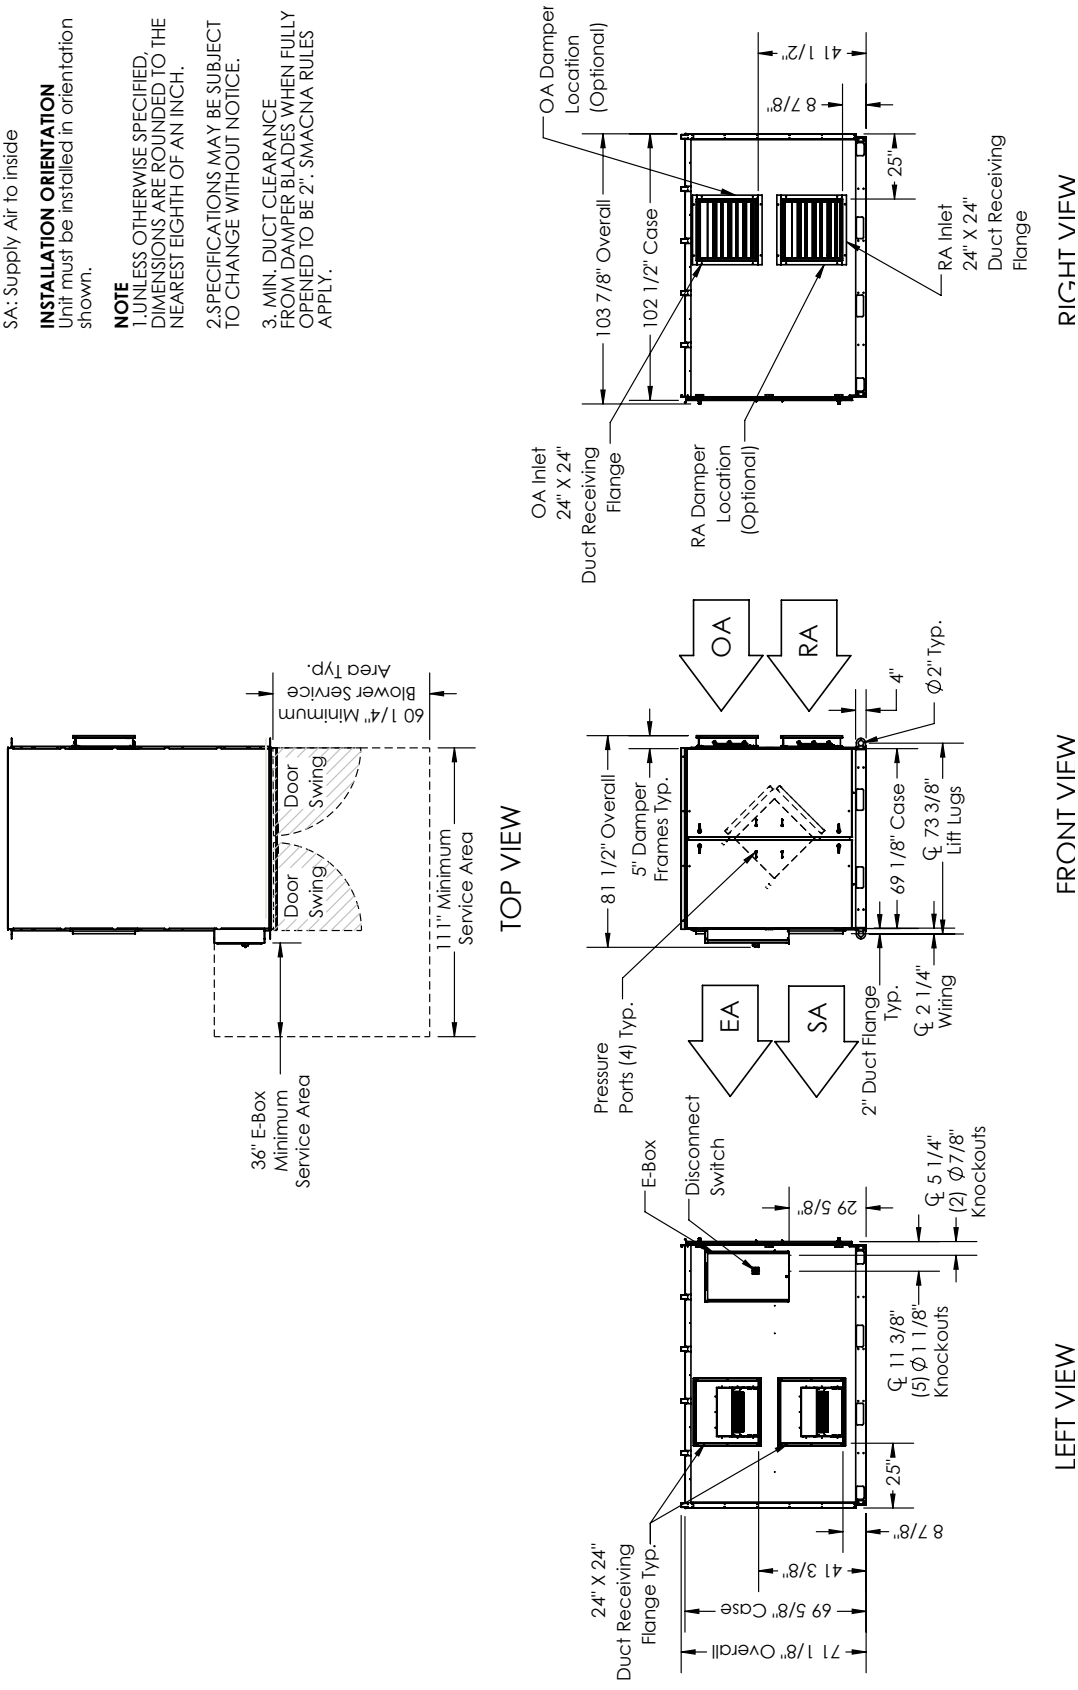 SA: Supply Air to inside
INSTALLATION ORIENTATION
Unit must be installed in orientation
shown.
NOTE
1.UNLESS OTHERWISE SPECIFIED,
DIMENSIONS ARE ROUNDED TO THE
NEAREST EIGHTH OF AN INCH.
2.SPECIFICATIONS MAY BE SUBJECT
TO CHANGE WITHOUT NOTICE.
3. MIN. DUCT CLEARANCE
FROM DAMPER BLADES WHEN FULLY
OPENED TO BE 2". SMACNA RULES
APPLY.
36" E-Box
Minimum
Service Area
Door
Swing
Door
Swing
111" Minimum
Service Area
60 1/4" Minimum
Blower Service
Area Typ.
TOP VIEW
24" X 24"
Duct Receiving
Flange Typ.
E-Box
Disconnect
Switch
71 1/8" Overall
69 5/8" Case
41 3/8"
8 7/8"
25"
29 5/8"
℄ 11 3/8"
(5) ∅1 1/8"
Knockouts
℄ 5 1/4"
(2) ∅7/8"
Knockouts
LEFT VIEW
Pressure
Ports (4) Typ.
81 1/2" Overall
5" Damper
Frames Typ.
EA
SA
OA
RA
2" Duct Flange
Typ.
℄ 2 1/4"
Wiring
69 1/8" Case
℄ 73 3/8"
Lift Lugs
4"
∅2" Typ.
FRONT VIEW
OA Inlet
24" X 24"
Duct Receiving
Flange
103 7/8" Overall
102 1/2" Case
OA Damper
Location
(Optional)
RA Damper
Location
(Optional)
41 1/2"
8 7/8"
25"
RA Inlet
24" X 24"
Duct Receiving
Flange
RIGHT VIEW